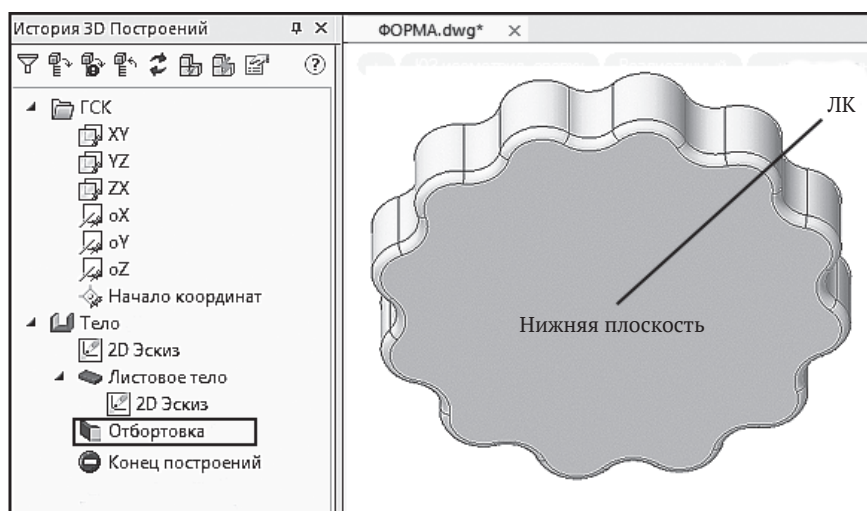 История 3D Построений
ФОРМА.dwg*
ГСК
XY
YZ
ZX
oX
oY
oZ
Начало координат
Тело
2D Эскиз
Листовое тело
2D Эскиз
Отбортовка
Конец построений
ЛК
Нижняя плоскость